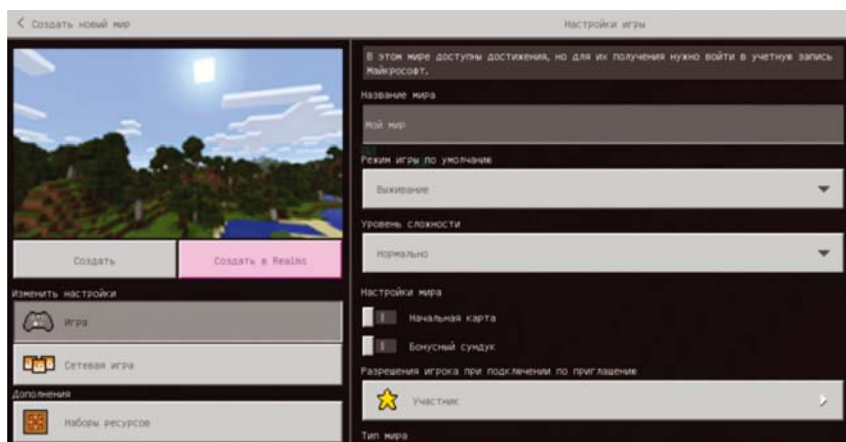 Создать новый мир
Настройки игры
Создать
Создать в Realms
Изменить настройки
Игра
Сетевая игра
Дополнения
Наборы ресурсов
В этом мире доступны достижения, но для их получения нужно войти в учетную запись
Майкрософт.
Название мира
Мой мир
Режим игры по умолчанию
Выживание
Уровень сложности
Нормально
Настройки мира
Начальная карта
Бонусный сундук
Разрешения игрока при подключении по приглашению
Участник
Тип мира